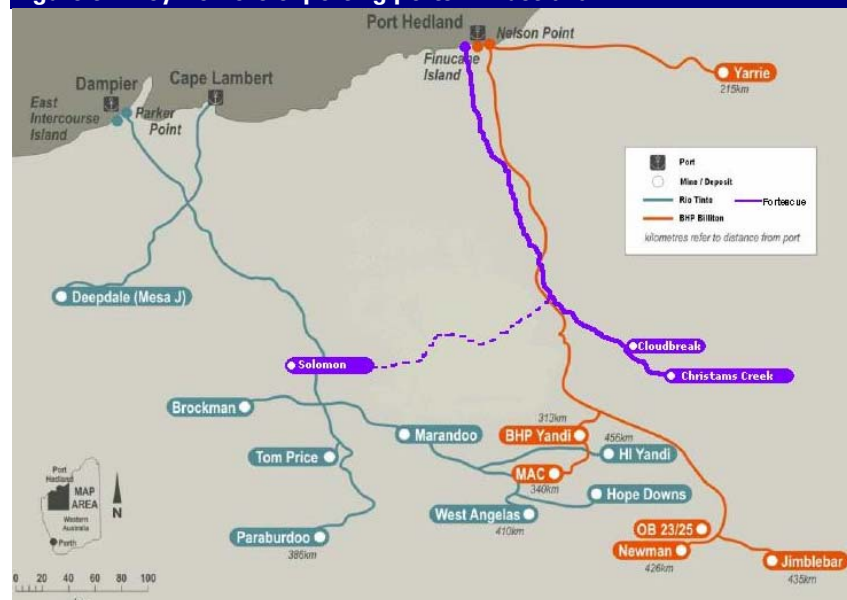 Port Hedland
Nelson Point
Finucane
Island
Yarrie
215km
Dampier
Cape Lambert
East
Intercourse
Island
Parker
Point
Port
Mine / Deposit
Rio Tinto
Fortescue
BHP Billiton
kilometres refer to distance from port
Deepdale (Mesa J)
Solomon
Cloudbreak
Christams Creek
Brockman
Marandoo
313km
BHP Yandi
455km
HI Yandi
Tom Price
MAC
340km
Hope Downs
West Angelas
410km
Paraburdoo
385km
OB 23/25
Newman
426km
Jimblebar
435km
Port
Hedland
MAP
AREA
Western
Australia
Perth
N
0 20 40 60 80 100